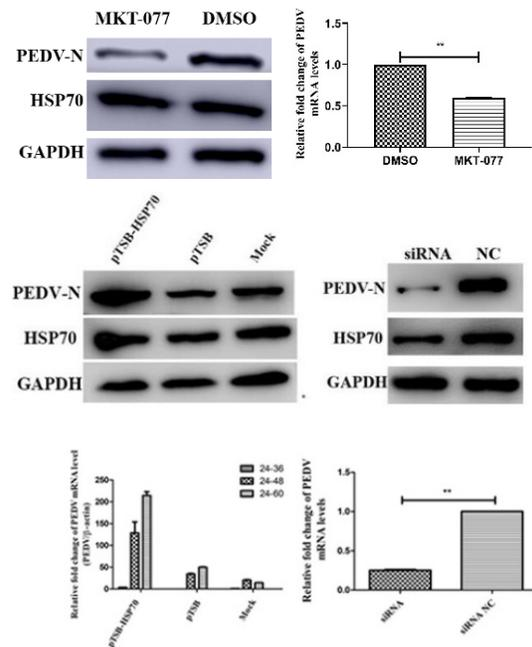 MKT-077 DMSO
PEDV-N
HSP70
GAPDH
Relative fold change of PEDV
mRNA levels
1.5
1.0
0.5
0.0
**
DMSO MKT-077
pTSB-HSP70 pTSB Mock
PEDV-N
HSP70
GAPDH
siRNA NC
PEDV-N
HSP70
GAPDH
Relative fold change of PEDV mRNA level
(PEDV/β-actin)
250
200
150
100
50
0
24-36
24-48
24-60
pTSB-HSP70 pTSB Mock
Relative fold change of PEDV
mRNA levels
1.5
1.0
0.5
0.0
**
siRNA siRNA NC